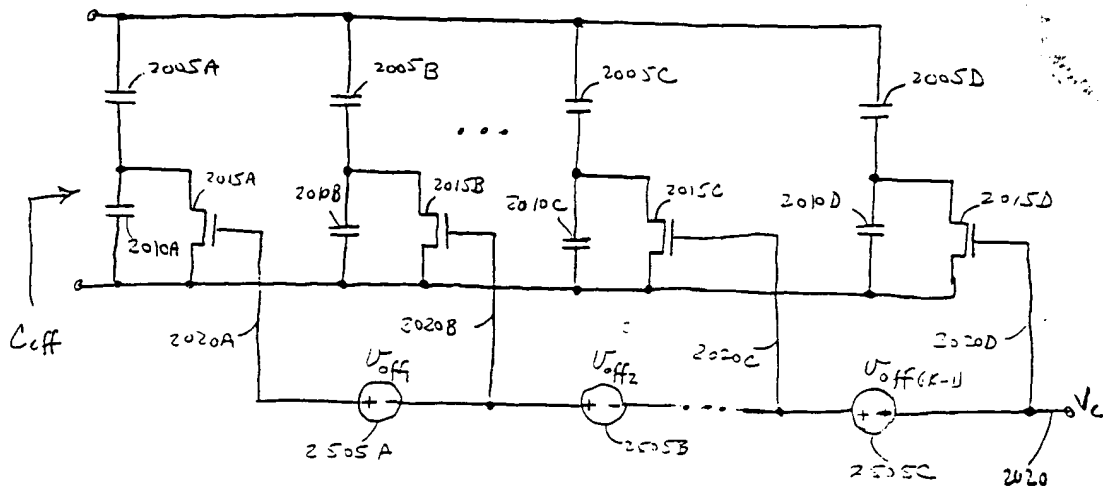 2005A
2005B
2005C
2005D
2015A
2010B
2015B
2010C
2015C
2010D
2015D
2010A
Ceff
2020A
2020B
2020C
2020D
Voff1
Voff2
Voff(K-1)
+ -
+ -
+ -
Vc
2505A
2505B
2505C
2020